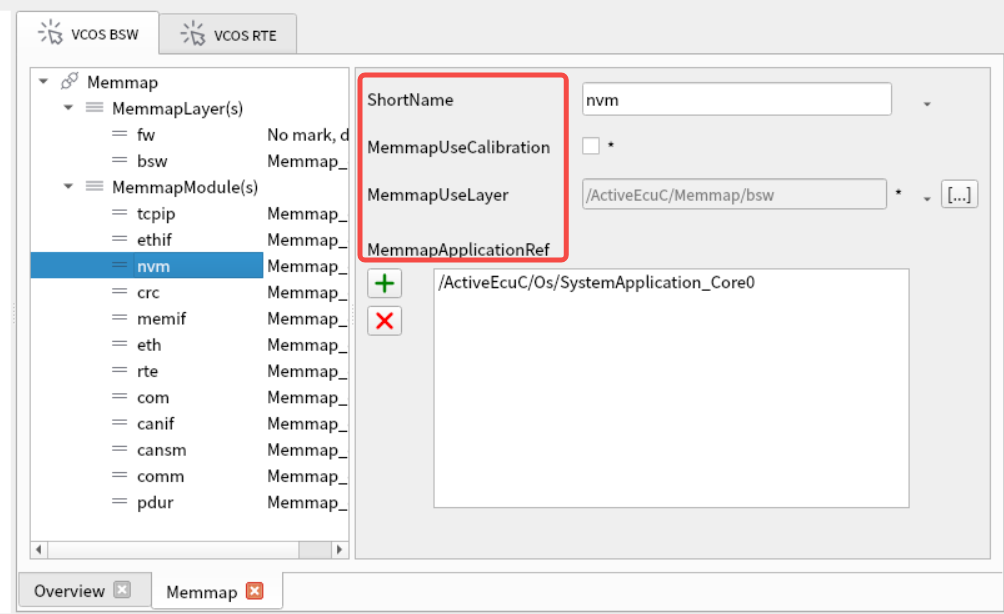 VCOS BSW VCOS RTE
Memmap
MemmapLayer(s)
fw No mark, d
bsw Memmap_
MemmapModule(s)
tcpip Memmap_
ethif Memmap_
nvm Memmap_
crc Memmap_
memif Memmap_
eth Memmap_
rte Memmap_
com Memmap_
canif Memmap_
cansm Memmap_
comm Memmap_
pdur Memmap_
ShortName nvm
MemmapUseCalibration *
MemmapUseLayer /ActiveEcuC/Memmap/bsw * [...]
MemmapApplicationRef
/ActiveEcuC/Os/SystemApplication_Core0
Overview Memmap